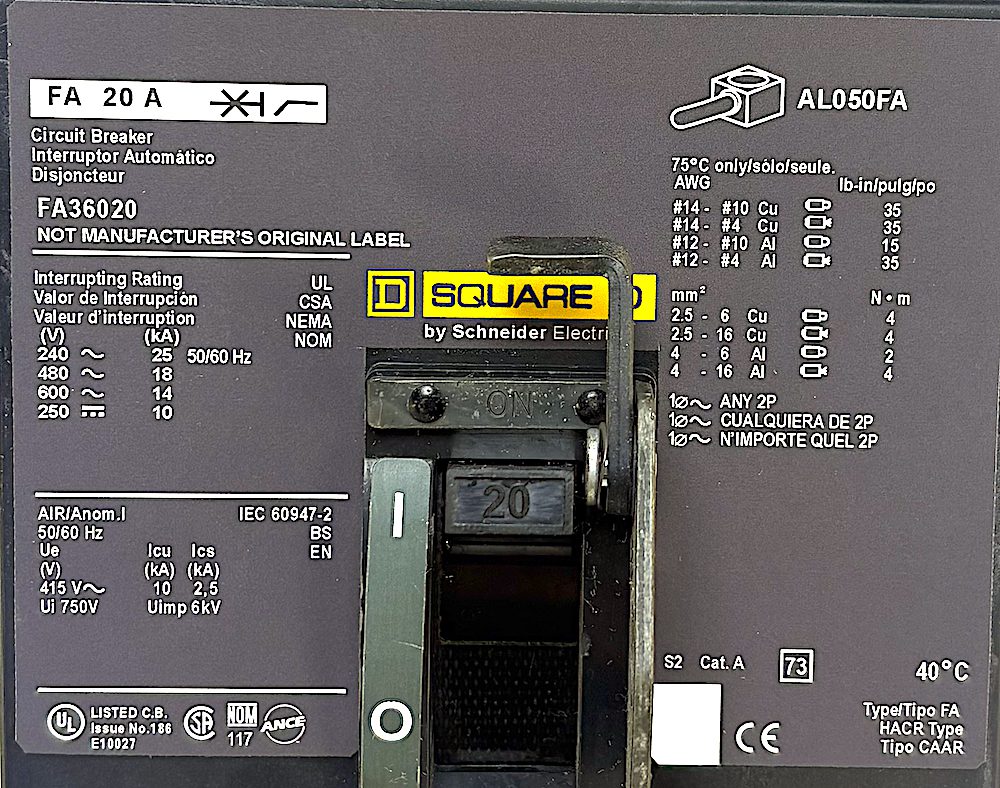 FA 20 A
Circuit Breaker
Interruptor Automático
Disjoncteur
FA36020
NOT MANUFACTURER'S ORIGINAL LABEL
Interrupting Rating UL
Valor de Interrupción CSA
Valeur d'interruption NEMA
(V) (kA) NOM
240 25 50/60 Hz
480 18
600 14
250 10
AIR/Anom.I IEC 60947-2
50/60 Hz BS
Ue Icu Ics EN
(V) (kA) (kA)
415 V 10 2,5
Ui 750V Uimp 6kV
UL LISTED C.B.
Issue No.186
E10027
SA NOM 117 ANCE
D SQUARE D
by Schneider Electri
ON
20
I
O
AL050FA
75°C only/sólo/seule.
AWG lb-in/pulg/po
#14 - #10 Cu 35
#14 - #4 Cu 35
#12 - #10 Al 15
#12 - #4 Al 35
mm² N•m
2.5 - 6 Cu 4
2.5 - 16 Cu 4
4 - 6 Al 2
4 - 16 Al 4
1ø~ ANY 2P
1ø~ CUALQUIERA DE 2P
1ø~ N'IMPORTE QUEL 2P
S2 Cat. A 73 40°C
CE
Type/Tipo FA
HACR Type
Tipo CAAR